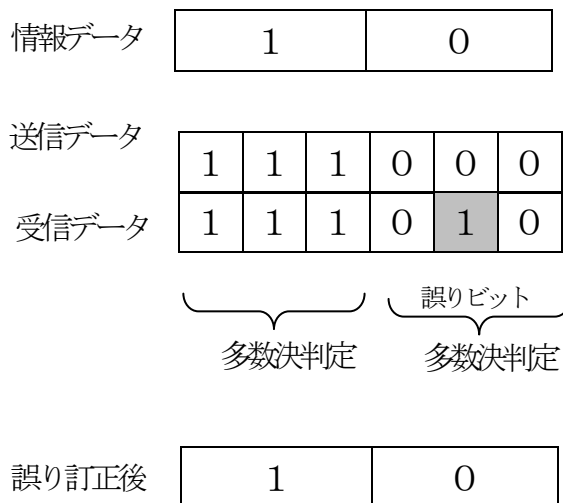 情報データ 1 0
送信データ 1 1 1 0 0 0
受信データ 1 1 1 0 1 0
誤りビット
多数決判定 多数決判定
誤り訂正後 1 0